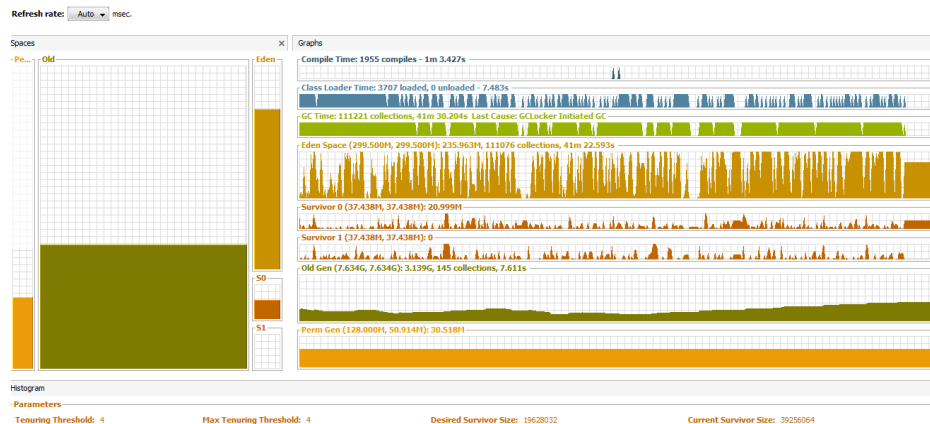 Refresh rate: Auto msec.
Spaces
Graphs
Pe...
Old
Eden
S0
S1
Compile Time: 1955 compiles - 1m 3.427s
Class Loader Time: 3707 loaded, 0 unloaded - 7.483s
GC Time: 111221 collections, 41m 30.204s Last Cause: GCLocker Initiated GC
Eden Space (299.500M, 299.500M): 235.963M, 111076 collections, 41m 22.593s
Survivor 0 (37.438M, 37.438M): 20.999M
Survivor 1 (37.438M, 37.438M): 0
Old Gen (7.634G, 7.634G): 3.139G, 145 collections, 7.611s
Perm Gen (128.000M, 50.914M): 30.518M
Histogram
Parameters
Tenuring Threshold: 4 Max Tenuring Threshold: 4 Desired Survivor Size: 19628032 Current Survivor Size: 39256064